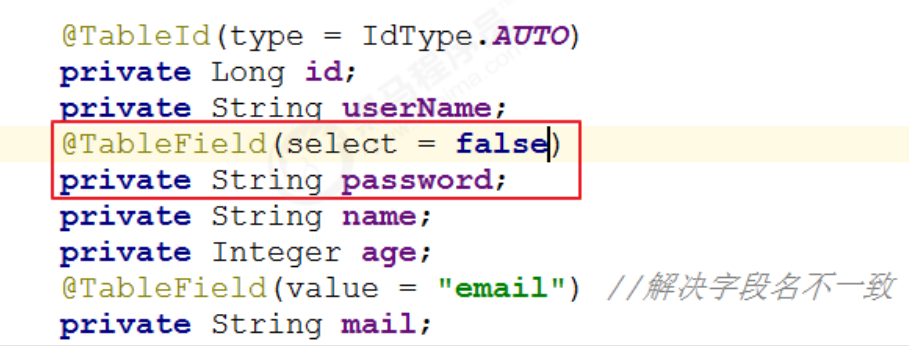 @TableId(type = IdType.AUTO)
private Long id;
private String userName;
@TableField(select = false)
private String password;
private String name;
private Integer age;
@TableField(value = "email") //解决字段名不一致
private String mail;